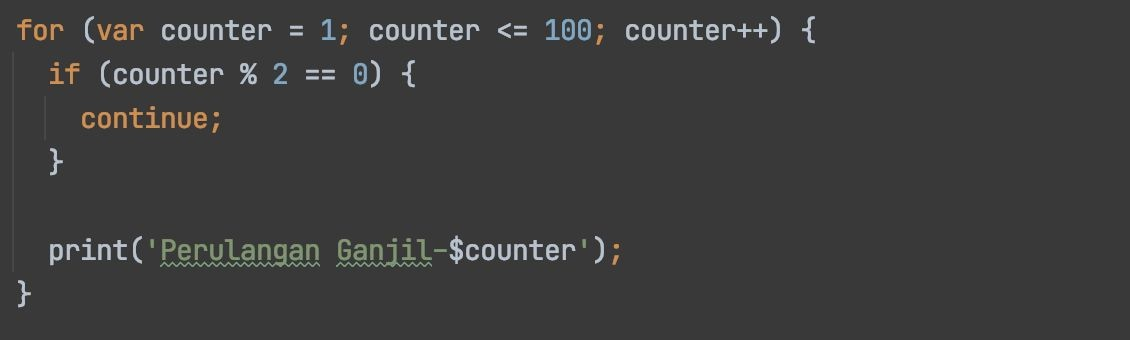 for (var counter = 1; counter <= 100; counter++) {
  if (counter % 2 == 0) {
    continue;
  }

  print('Perulangan Ganjil-$counter');
}